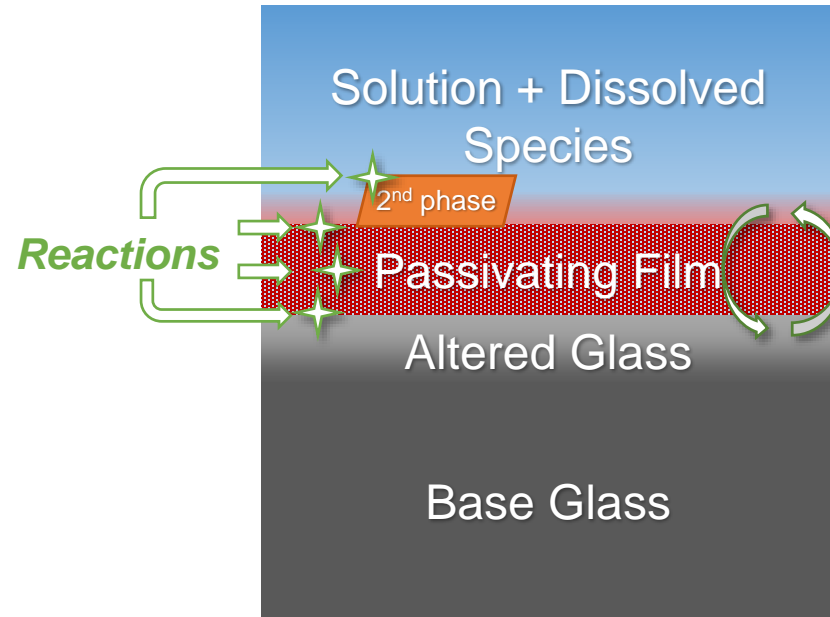 Solution + Dissolved
Species
2nd phase
Reactions
Passivating Film
Altered Glass
Base Glass